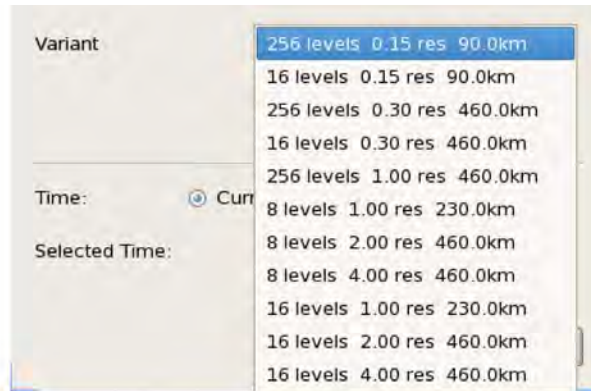 Variant
256 levels 0.15 res 90.0km
16 levels 0.15 res 90.0km
256 levels 0.30 res 460.0km
16 levels 0.30 res 460.0km
256 levels 1.00 res 460.0km
8 levels 1.00 res 230.0km
8 levels 2.00 res 460.0km
8 levels 4.00 res 460.0km
16 levels 1.00 res 230.0km
16 levels 2.00 res 460.0km
16 levels 4.00 res 460.0km
Time: Curr
Selected Time: